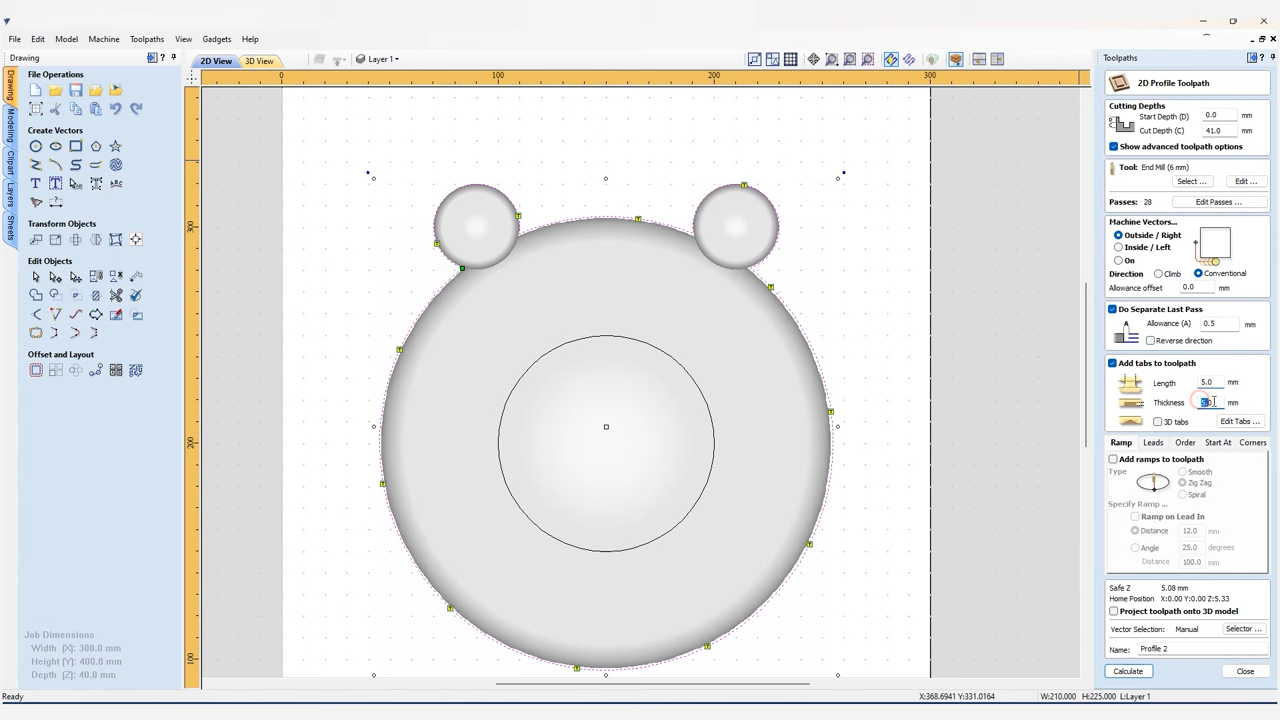 File Edit Model Machine Toolpaths View Gadgets Help
Drawing
2D View 3D View
Layer 1
Toolpaths
Drawing
Modeling
Clipart
Layers
Sheets
File Operations
Create Vectors
Transform Objects
Edit Objects
Offset and Layout
Job Dimensions
Width [X]: 300.0 mm
Height [Y]: 400.0 mm
Depth [Z]: 40.0 mm
0 100 200 300
300
200
100
T T T T T T T T T T T T T
2D Profile Toolpath
Cutting Depths
Start Depth (D) 0.0 mm
Cut Depth (C) 41.0 mm
Show advanced toolpath options
Tool: End Mill (6 mm)
Select ... Edit ...
Passes: 28 Edit Passes ...
Machine Vectors...
Outside / Right
Inside / Left
On
Direction Climb Conventional
Allowance offset 0.0 mm
Do Separate Last Pass
A Allowance (A) 0.5 mm
Reverse direction
Add tabs to toolpath
Length 5.0 mm
Thickness mm
3D tabs Edit Tabs ...
Ramp Leads Order Start At Corners
Add ramps to toolpath
Type Smooth
Zig Zag
Spiral
Specify Ramp ...
Ramp on Lead In
Distance 12.0 mm
Angle 25.0 degrees
Distance 100.0 mm
Safe Z 5.08 mm
Home Position X:0.00 Y:0.00 Z:5.33
Project toolpath onto 3D model
Vector Selection: Manual Selector ...
Name: Profile 2
Calculate Close
Ready X:368.6941 Y:331.0164 W:210.000 H:225.000 L:Layer 1